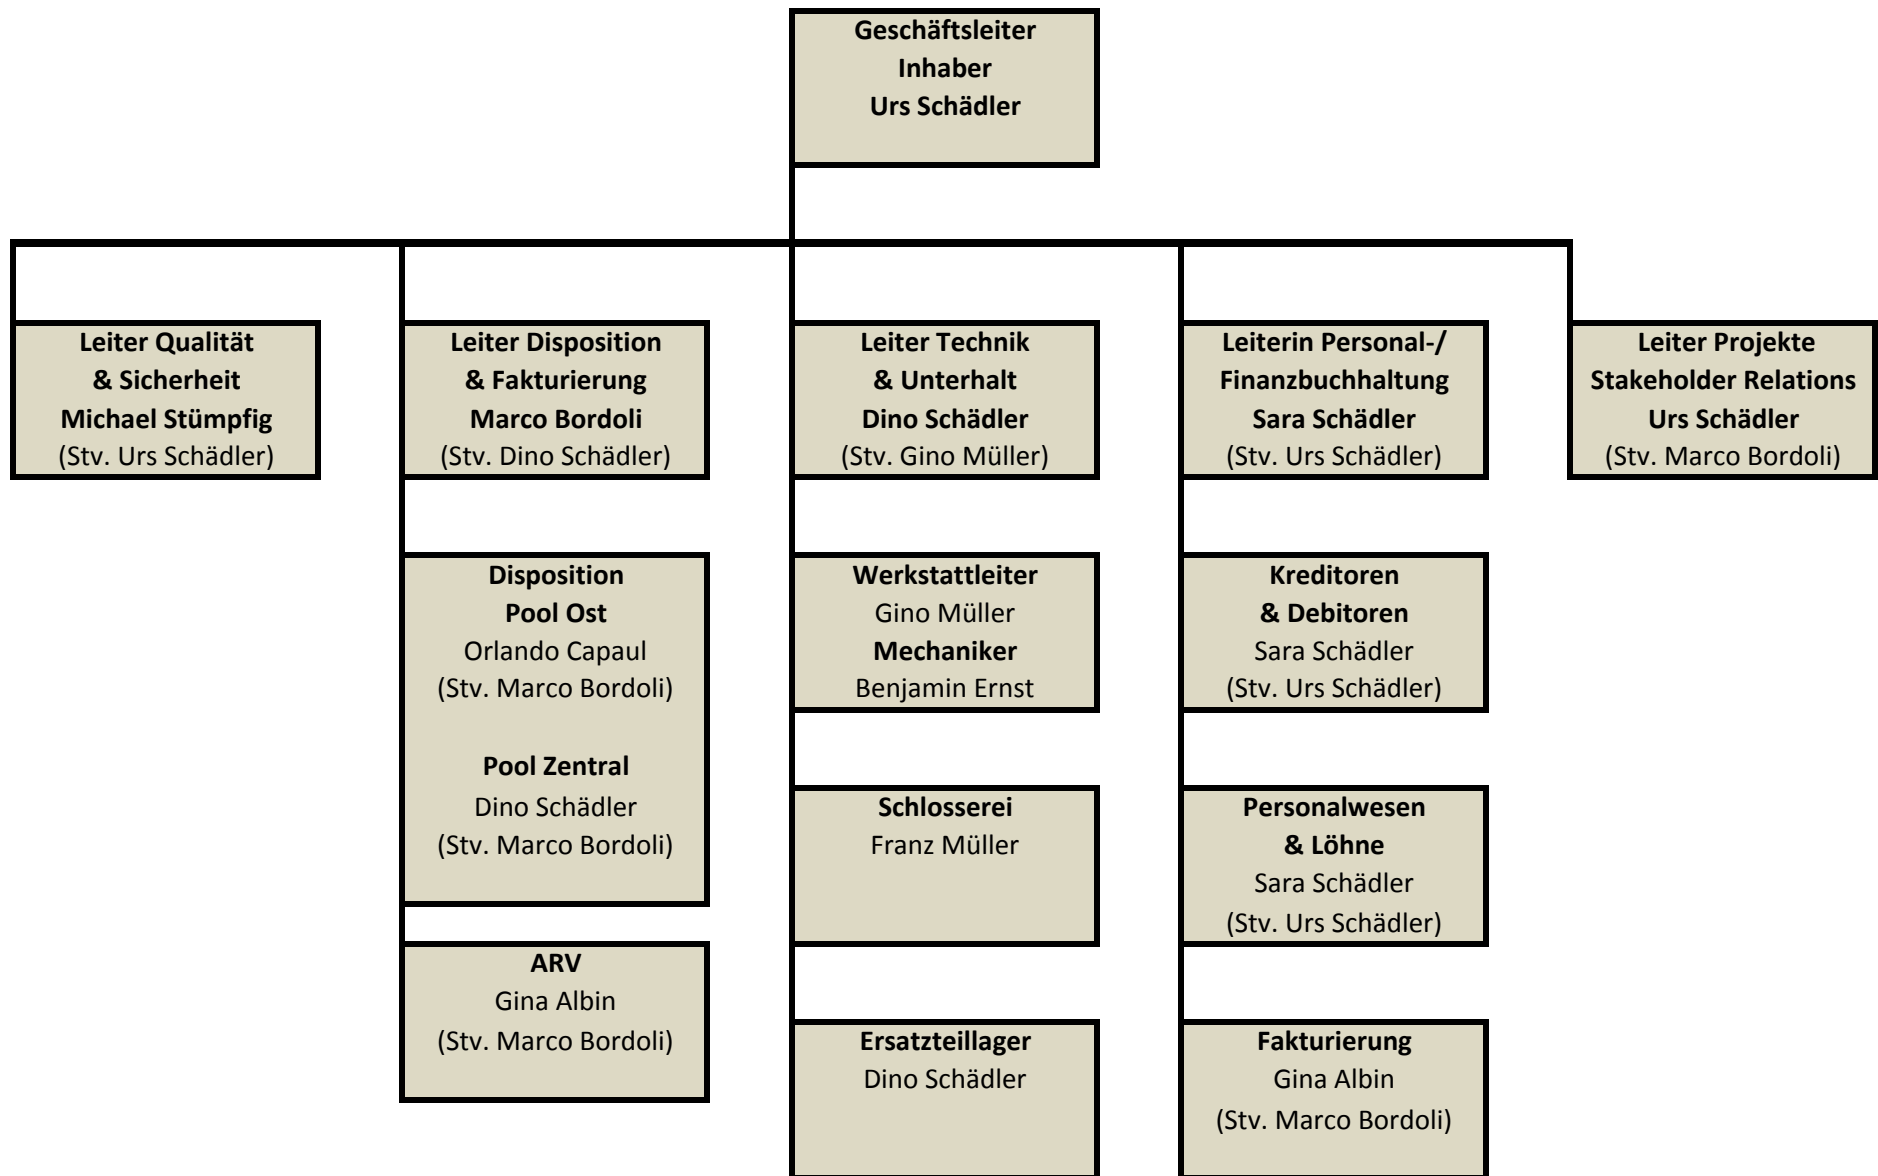 Geschäftsleiter
Inhaber
Urs Schädler
Leiter Qualität
& Sicherheit
Michael Stümpfig
(Stv. Urs Schädler)
Leiter Disposition
& Fakturierung
Marco Bordoli
(Stv. Dino Schädler)
Leiter Technik
& Unterhalt
Dino Schädler
(Stv. Gino Müller)
Leiterin Personal-/
Finanzbuchhaltung
Sara Schädler
(Stv. Urs Schädler)
Leiter Projekte
Stakeholder Relations
Urs Schädler
(Stv. Marco Bordoli)
Disposition
Pool Ost
Orlando Capaul
(Stv. Marco Bordoli)
Pool Zentral
Dino Schädler
(Stv. Marco Bordoli)
ARV
Gina Albin
(Stv. Marco Bordoli)
Werkstattleiter
Gino Müller
Mechaniker
Benjamin Ernst
Schlosserei
Franz Müller
Ersatzteillager
Dino Schädler
Kreditoren
& Debitoren
Sara Schädler
(Stv. Urs Schädler)
Personalwesen
& Löhne
Sara Schädler
(Stv. Urs Schädler)
Fakturierung
Gina Albin
(Stv. Marco Bordoli)